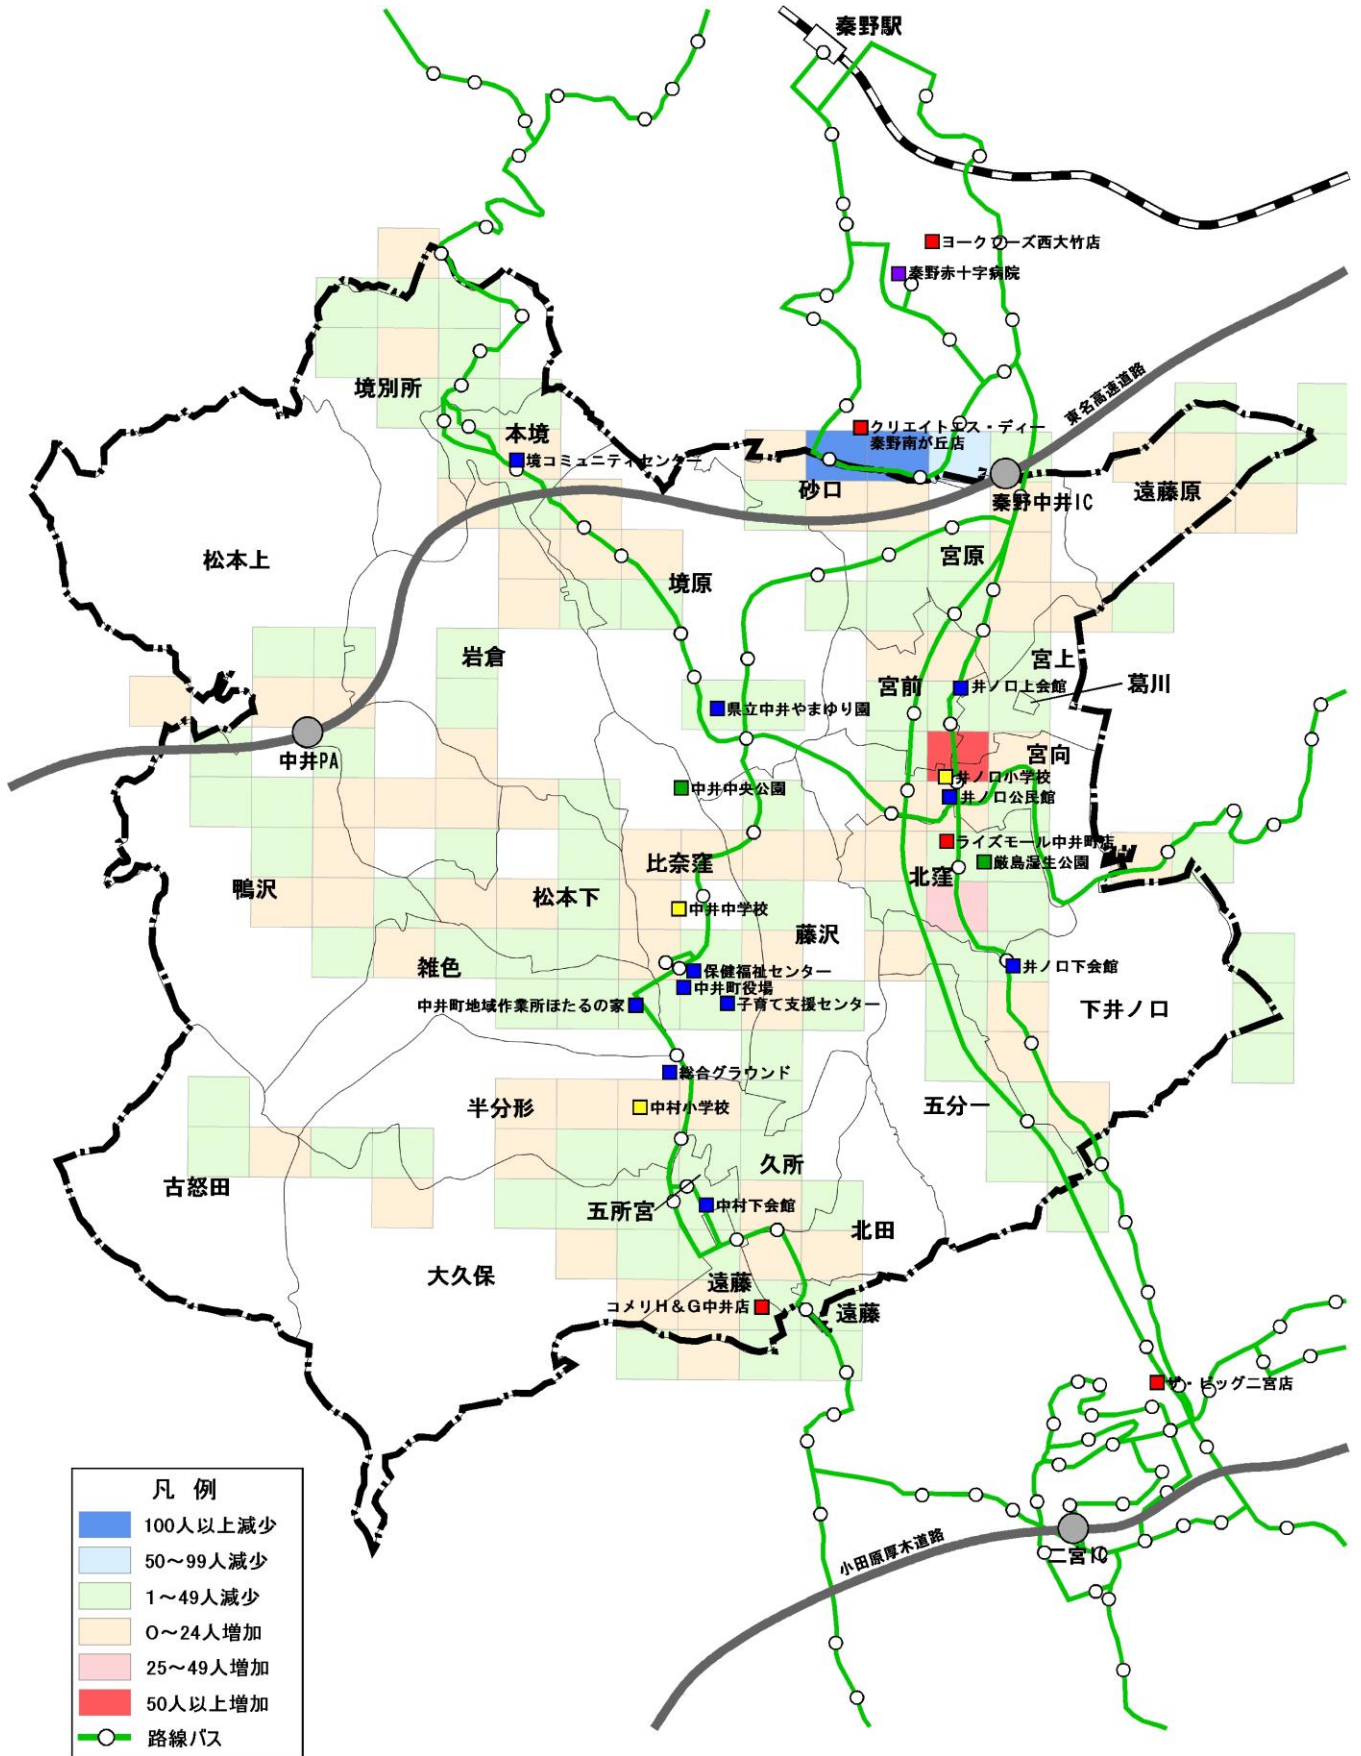 秦野駅
ヨークフーズ西大竹店
秦野赤十字病院
東名高速道路
境別所
クリエイトエス・ディー
秦野南が丘店
本境
境コミュニティセンター
砂口
秦野中井IC
遠藤原
松本上
宮原
境原
岩倉
宮上
宮前
井ノ口上会館
葛川
県立中井やまゆり園
中井PA
宮向
井ノ口小学校
中井中央公園
井ノ口公民館
ライズモール中井町店
比奈窪
厳島湿生公園
北窪
鴨沢
松本下
中井中学校
藤沢
雑色
保健福祉センター
井ノ口下会館
中井町役場
中井町地域作業所ほたるの家
子育て支援センター
下井ノ口
総合グラウンド
半分形
中村小学校
五分一
久所
古怒田
五所宮
中村下会館
北田
大久保
遠藤
コメリH&G中井店
遠藤
ザ・ビッグ二宮店
小田原厚木道路
二宮IC
凡 例
100人以上減少
50～99人減少
1～49人減少
0～24人増加
25～49人増加
50人以上増加
路線バス